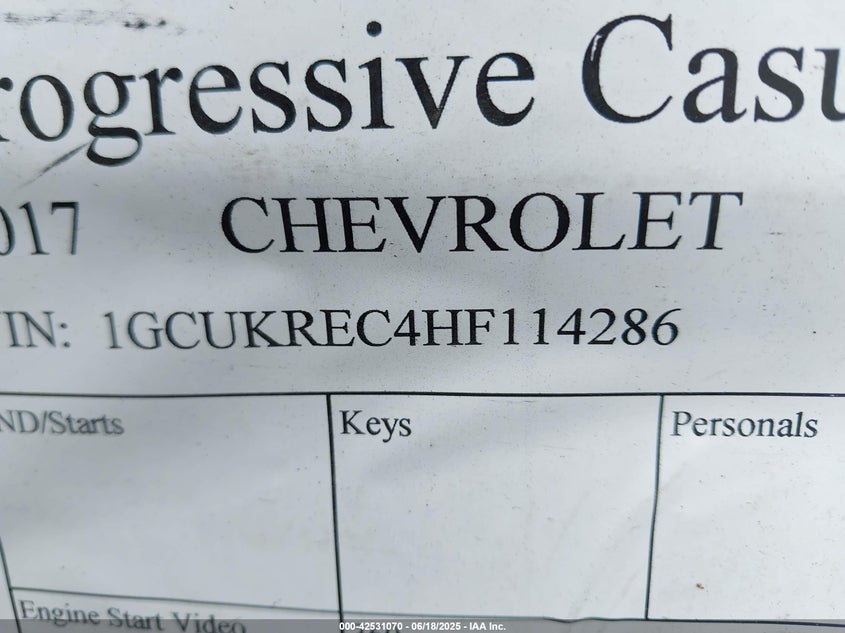 rogressive Casu
017 CHEVROLET
IN: 1GCUKREC4HF114286
ND/Starts Keys Personals
Engine Start Video
000-42531070 - 06/18/2025 - IAA Inc.